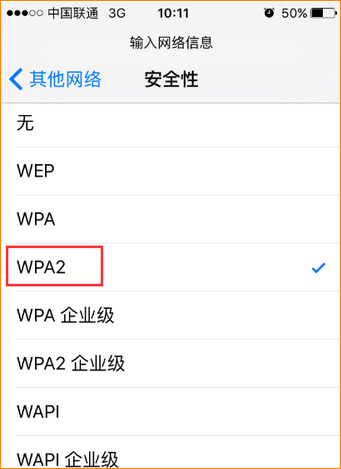 中国联通 3G 10:11 50%
输入网络信息
其他网络 安全性
无
WEP
WPA
WPA2
WPA 企业级
WPA2 企业级
WAPI
WAPI 企业级